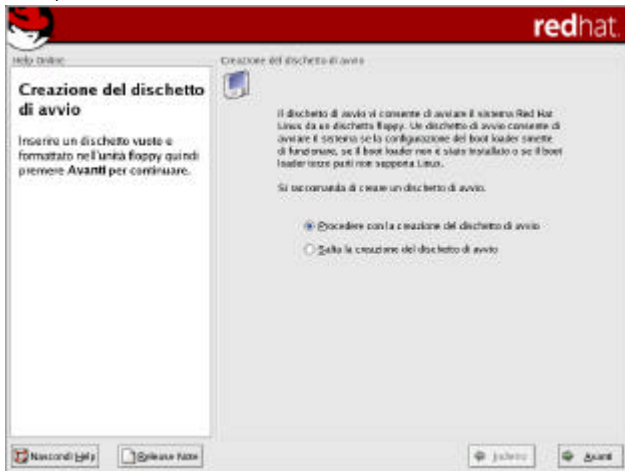 redhat.
Help Online
Creazione del dischetto di avvio
Creazione del dischetto
di avvio
Inserire un dischetto vuoto e
formattato nell'unità floppy quindi
premere Avanti per continuare.
Il dischetto di avvio vi consente di avviare il sistema Red Hat
Linux da un dischetto floppy. Un dischetto di avvio consente di
avviare il sistema se la configurazione del boot loader smette
di funzionare, se il boot loader non è stato installato o se il boot
loader terze parti non supporta Linux.
Si raccomanda di creare un dischetto di avvio.
Procedere con la creazione del dischetto di avvio
Salta la creazione del dischetto di avvio
Nascondi Help
Release Note
Indietro
Avanti